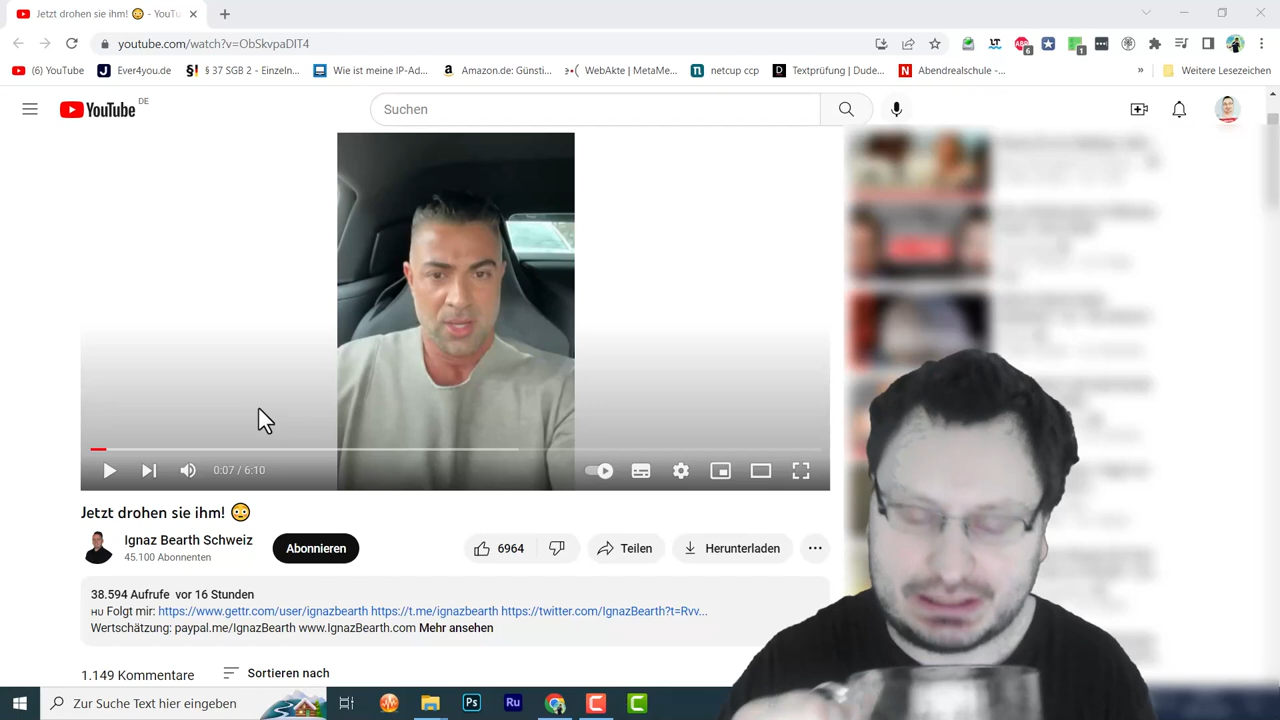 Jetzt drohen sie ihm! 😳 - YouTu
youtube.com/watch?v=ObSkvpaDIT4
6
1
(6) YouTube
Ever4you.de
§ 37 SGB 2 - Einzeln...
Wie ist meine IP-Ad...
Amazon.de: Günsti...
WebAkte | MetaMe...
netcup ccp
Textprüfung | Dude...
Abendrealschule -...
»
Weitere Lesezeichen
YouTube DE
Suchen
0:07 / 6:10
Jetzt drohen sie ihm! 😳
Ignaz Bearth Schweiz
45.100 Abonnenten
Abonnieren
6964
Teilen
Herunterladen
38.594 Aufrufe vor 16 Stunden
HU Folgt mir: https://www.gettr.com/user/ignazbearth https://t.me/ignazbearth https://twitter.com/IgnazBearth?t=Rvv...
Wertschätzung: paypal.me/IgnazBearth www.IgnazBearth.com Mehr ansehen
1.149 Kommentare
Sortieren nach
Zur Suche Text hier eingeben
Ps
Ru